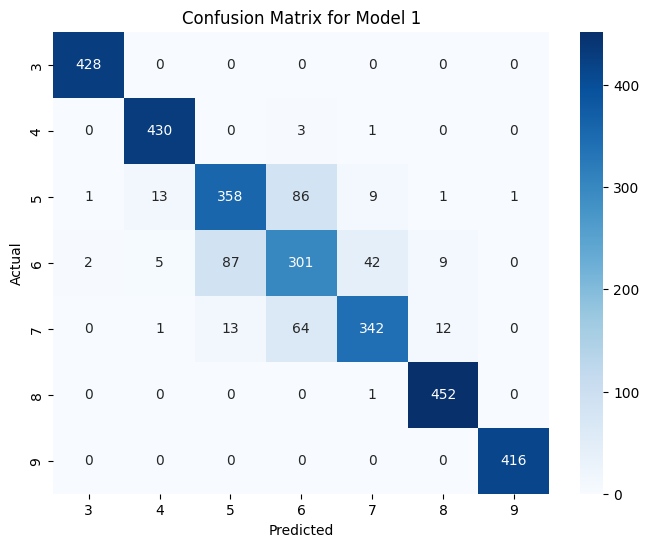 Confusion Matrix for Model 1
3 428 0 0 0 0 0 0
4 0 430 0 3 1 0 0
5 1 13 358 86 9 1 1
6 2 5 87 301 42 9 0
7 0 1 13 64 342 12 0
8 0 0 0 0 1 452 0
9 0 0 0 0 0 0 416
3 4 5 6 7 8 9
Predicted
Actual
400
300
200
100
0